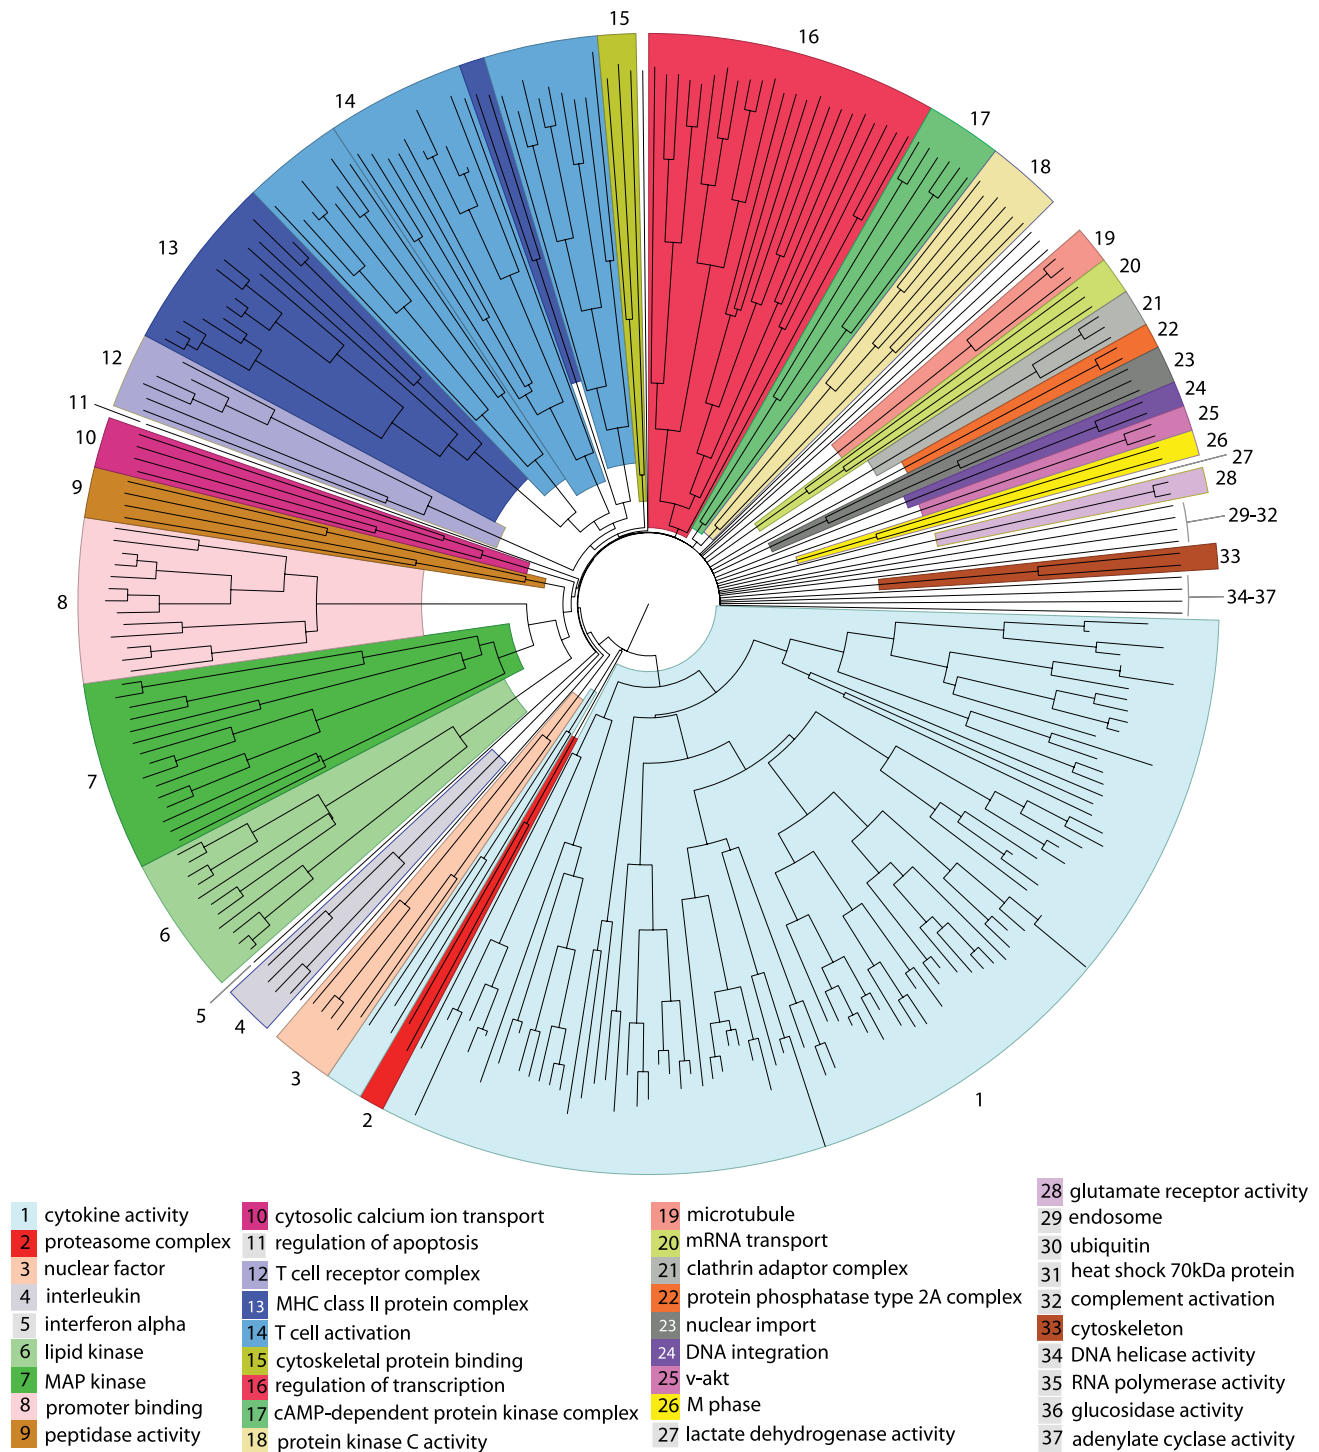 15
16
14
17
18
13
19
20
21
22
12
23
24
11
25
10
26
27
9
28
29-32
33
8
34-37
7
6
5
4
3
2
1
1 cytokine activity
2 proteasome complex
3 nuclear factor
4 interleukin
5 interferon alpha
6 lipid kinase
7 MAP kinase
8 promoter binding
9 peptidase activity
10 cytosolic calcium ion transport
11 regulation of apoptosis
12 T cell receptor complex
13 MHC class II protein complex
14 T cell activation
15 cytoskeletal protein binding
16 regulation of transcription
17 cAMP-dependent protein kinase complex
18 protein kinase C activity
19 microtubule
20 mRNA transport
21 clathrin adaptor complex
22 protein phosphatase type 2A complex
23 nuclear import
24 DNA integration
25 v-akt
26 M phase
27 lactate dehydrogenase activity
28 glutamate receptor activity
29 endosome
30 ubiquitin
31 heat shock 70kDa protein
32 complement activation
33 cytoskeleton
34 DNA helicase activity
35 RNA polymerase activity
36 glucosidase activity
37 adenylate cyclase activity